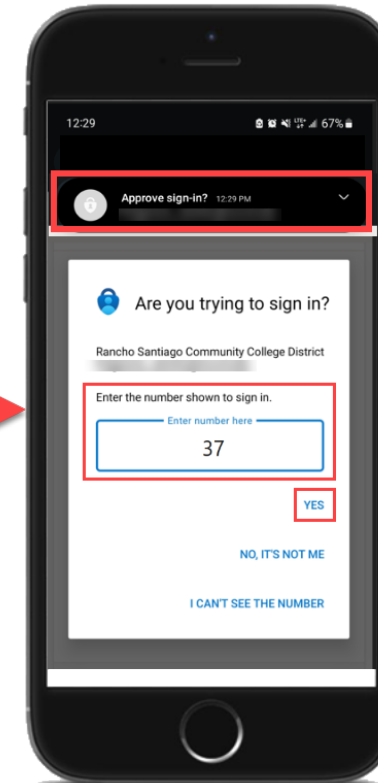 12:29 LTE+ 67%
Approve sign-in? 12:29 PM
Are you trying to sign in?
Rancho Santiago Community College District
Enter the number shown to sign in.
Enter number here
37
YES
NO, IT'S NOT ME
I CAN'T SEE THE NUMBER